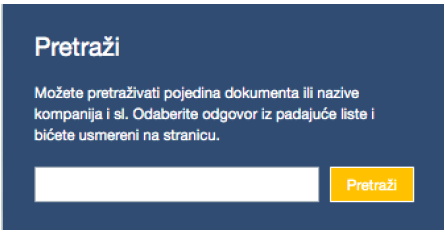 Pretraži
Možete pretraživati pojedina dokumenta ili nazive
kompanija i sl. Odaberite odgovor iz padajuće liste i
bićete usmereni na stranicu.
Pretraži